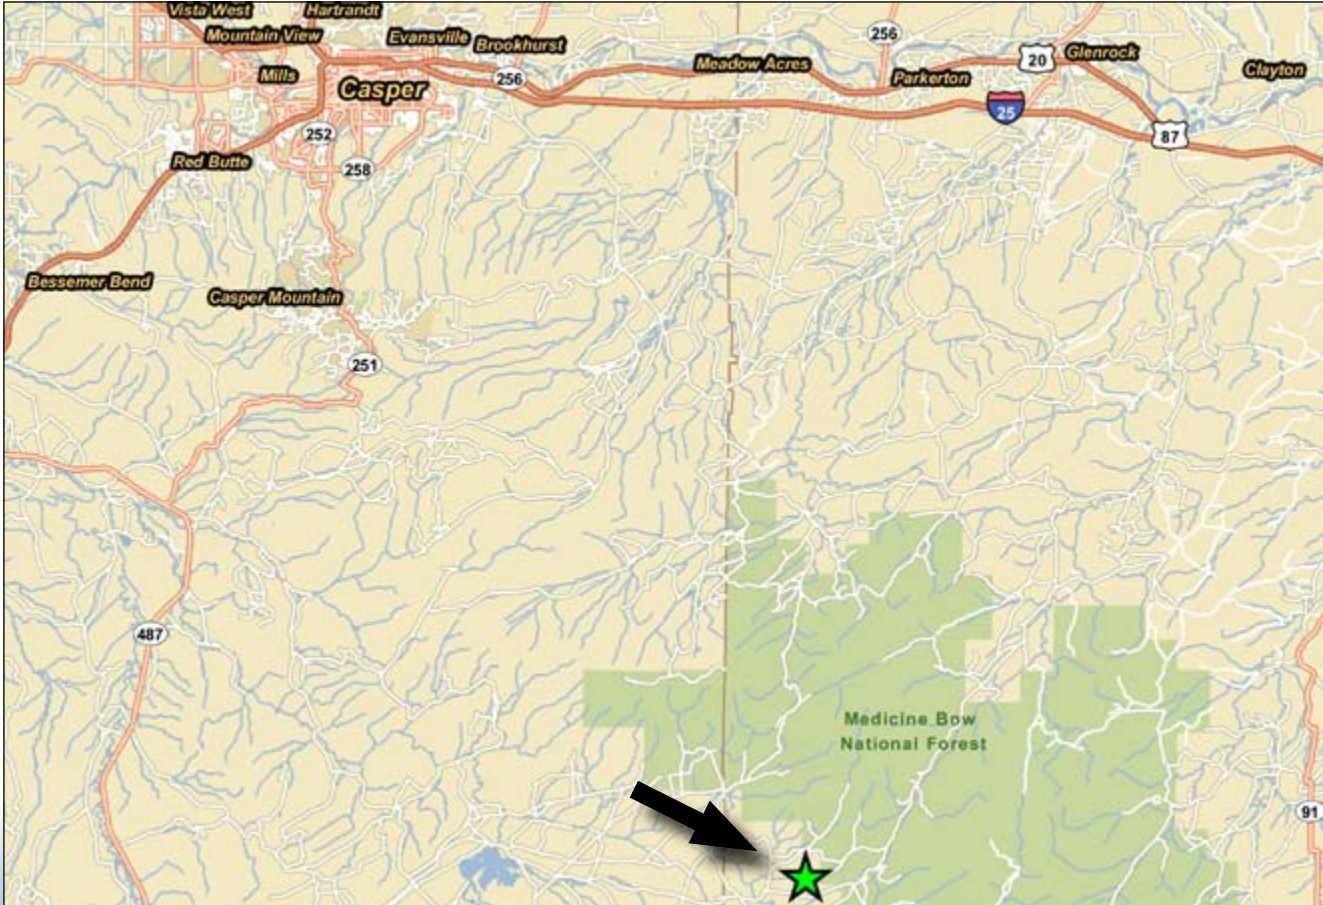 Vista West
Hartrandt
Mountain View
Evansville
Brookhurst
256
20
Glenrock
Mills
Casper
256
Meadow Acres
Parkerton
Clayton
25
252
87
Red Butte
258
Bessemer Bend
Casper Mountain
251
487
Medicine Bow
National Forest
91